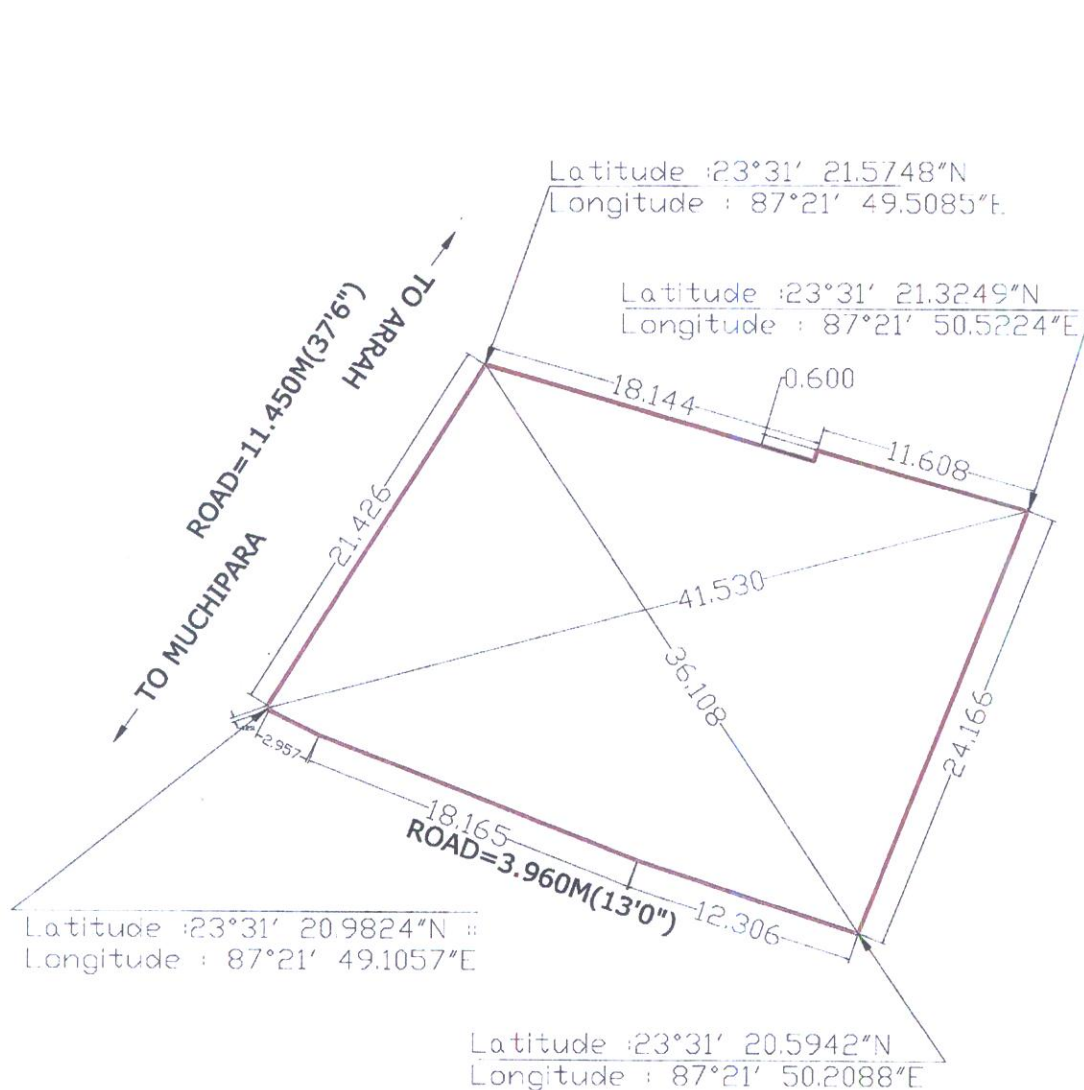 Latitude :23°31' 21.5748"N
Longitude : 87°21' 49.5085"E
Latitude :23°31' 21.3249"N
Longitude : 87°21' 50.5224"E
TO ARRAH
ROAD=11.450M(37'6")
TO MUCHIPARA
18.144
0.600
11.608
21.426
41.530
36.108
24.166
2.957
18.165
ROAD=3.960M(13'0")
12.306
Latitude :23°31' 20.9824"N
Longitude : 87°21' 49.1057"E
Latitude :23°31' 20.5942"N
Longitude : 87°21' 50.2088"E